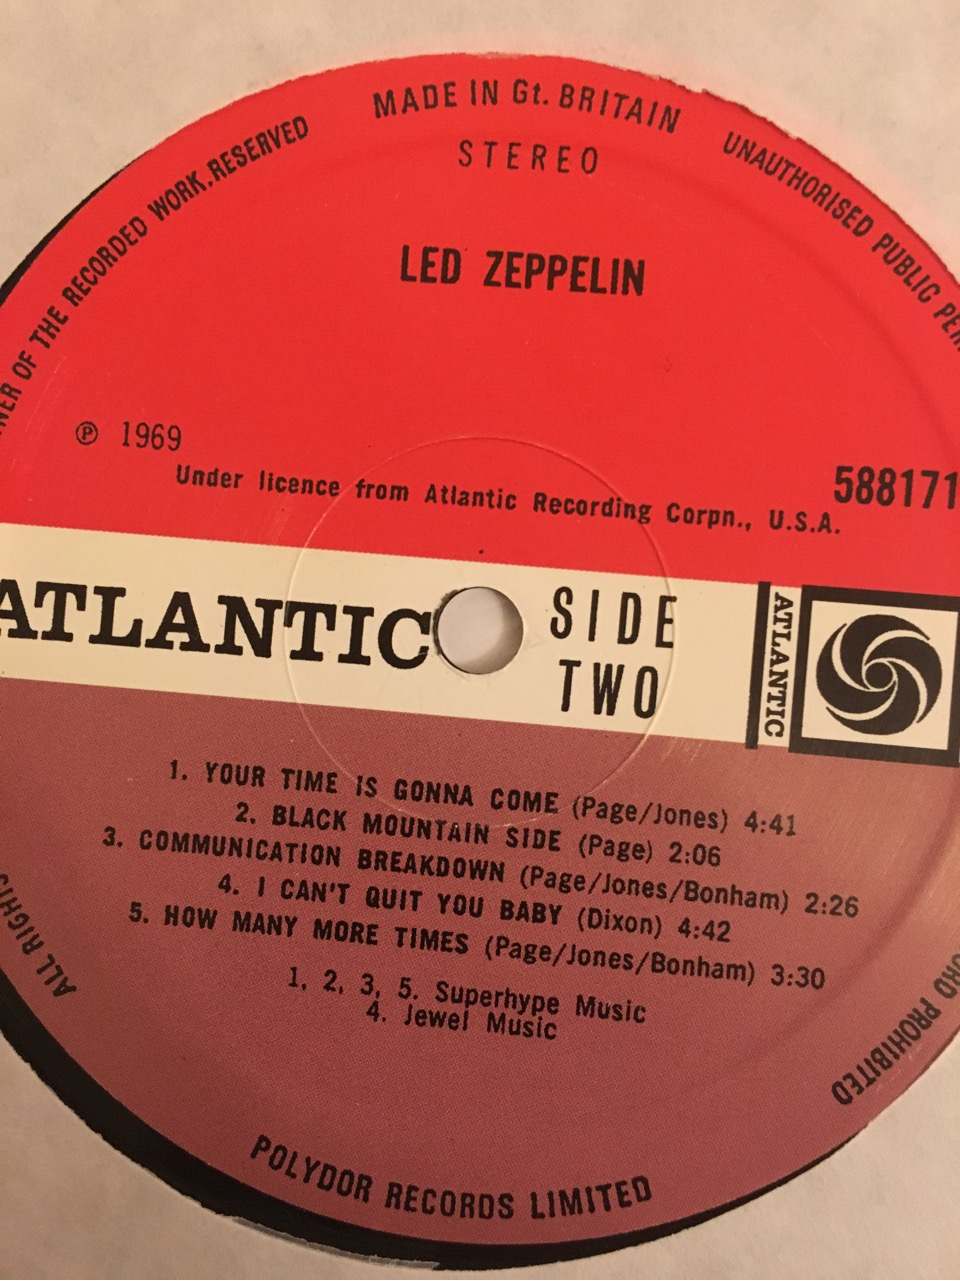 MADE IN Gt. BRITAIN
UNAUTHORISED PUBLIC
OF THE RECORDED WORK. RESERVED
STEREO
LED ZEPPELIN
℗ 1969
588171
Under licence from Atlantic Recording Corpn., U.S.A.
ATLANTIC
SIDE
TWO
ATLANTIC
1. YOUR TIME IS GONNA COME (Page/Jones) 4:41
2. BLACK MOUNTAIN SIDE (Page) 2:06
3. COMMUNICATION BREAKDOWN (Page/Jones/Bonham) 2:26
4. I CAN'T QUIT YOU BABY (Dixon) 4:42
5. HOW MANY MORE TIMES (Page/Jones/Bonham) 3:30
1, 2, 3, 5. Superhype Music
4. Jewel Music
ALL
PROHIBITED
POLYDOR RECORDS LIMITED